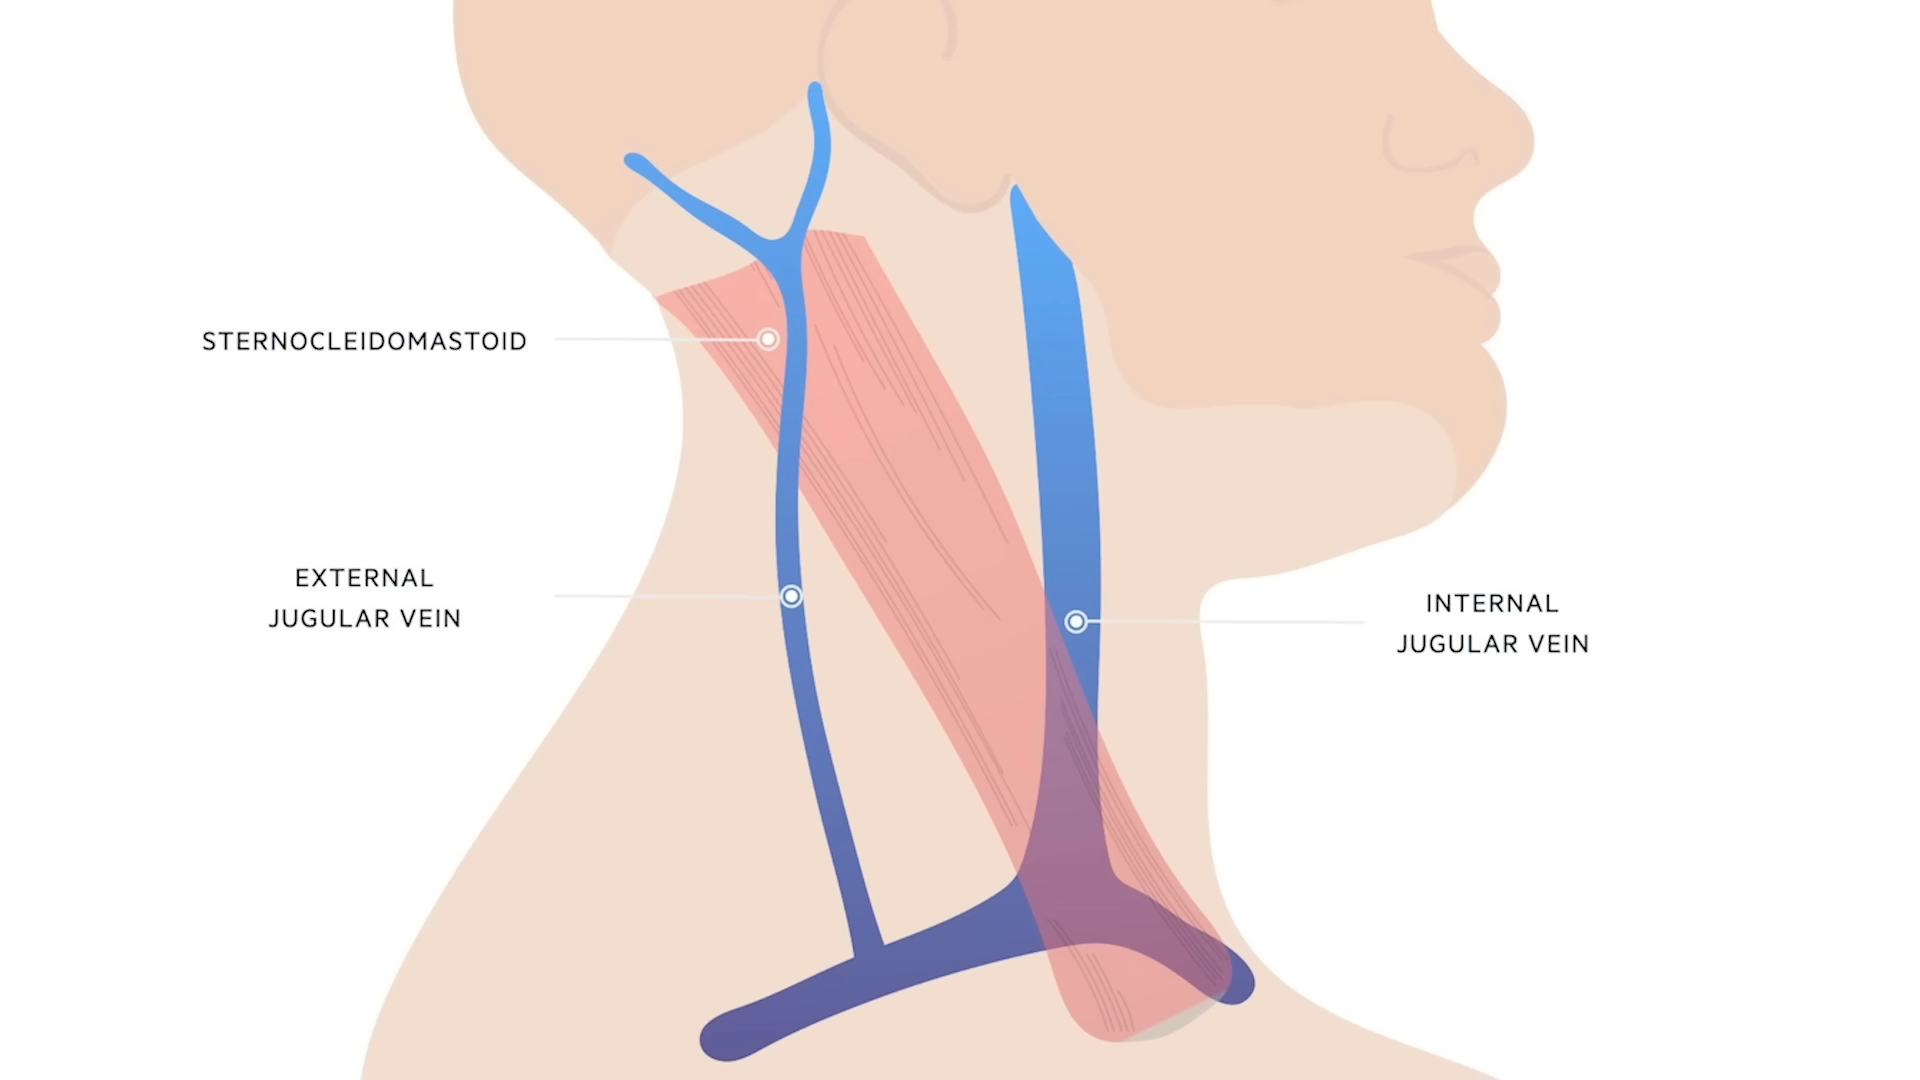 STERNOCLEIDOMASTOID
EXTERNAL
JUGULAR VEIN
INTERNAL
JUGULAR VEIN